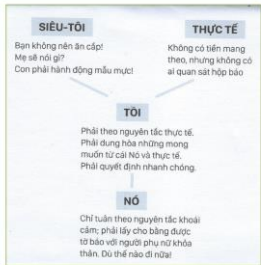 SIÊU-TÔI
Bạn không nên ăn cắp!
Mẹ sẽ nói gì?
Con phải hành động mẫu mực!
THỰC TẾ
Không có tiền mang
theo, nhưng không có
ai quan sát hộp báo
TÔI
Phải theo nguyên tắc thực tế.
Phải dung hòa những mong
muốn từ cái Nó và thực tế.
Phải quyết định nhanh chóng.
NÓ
Chỉ tuân theo nguyên tắc khoái
cảm; phải lấy cho bằng được
tờ báo với người phụ nữ khỏa
thân. Dù thế nào đi nữa!